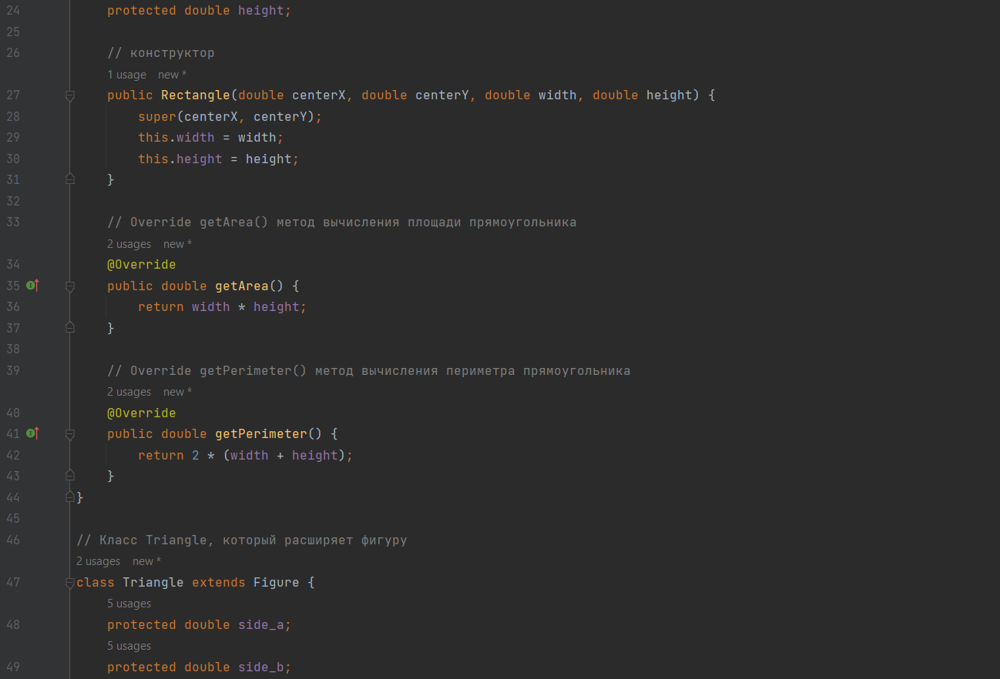 24 protected double height;
25
26 // конструктор
1 usage new *
27 public Rectangle(double centerX, double centerY, double width, double height) {
28 super(centerX, centerY);
29 this.width = width;
30 this.height = height;
31 }
32
33 // Override getArea() метод вычисления площади прямоугольника
2 usages new *
34 @Override
35 public double getArea() {
36 return width * height;
37 }
38
39 // Override getPerimeter() метод вычисления периметра прямоугольника
2 usages new *
40 @Override
41 public double getPerimeter() {
42 return 2 * (width + height);
43 }
44 }
45
46 // Класс Triangle, который расширяет фигуру
2 usages new *
47 class Triangle extends Figure {
5 usages
48 protected double side_a;
5 usages
49 protected double side_b;